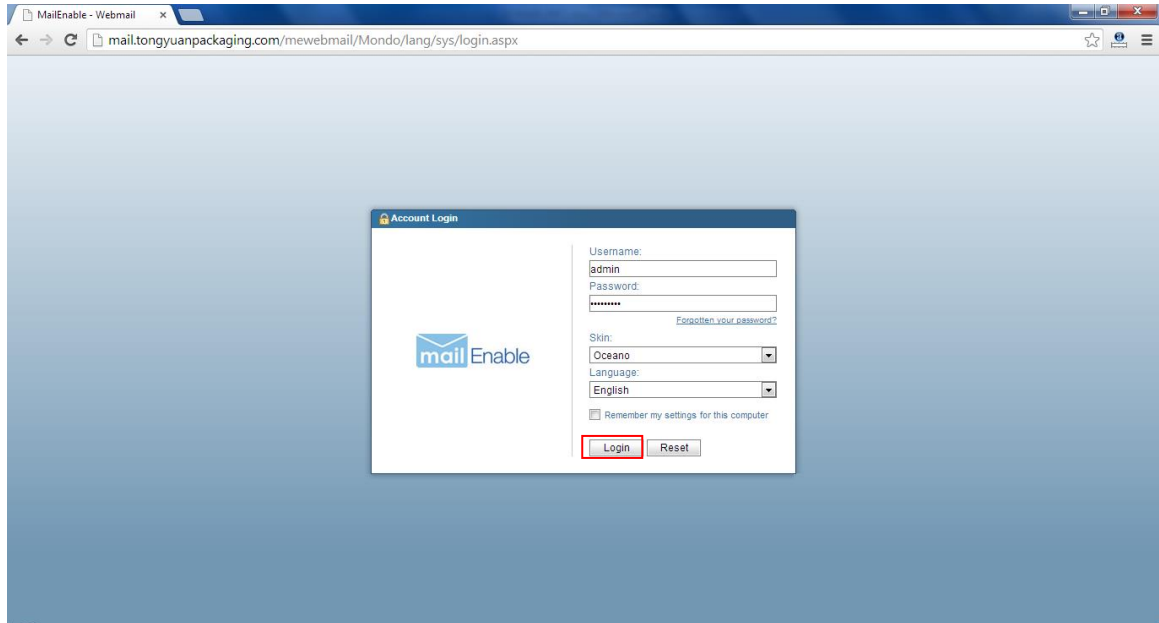 MailEnable - Webmail
mail.tongyuanpackaging.com/mewebmail/Mondo/lang/sys/login.aspx
Account Login
Username:
admin
Password:
•••••••••
Forgotten your password?
Skin:
Oceano
mail Enable
Language:
English
Remember my settings for this computer
Login Reset